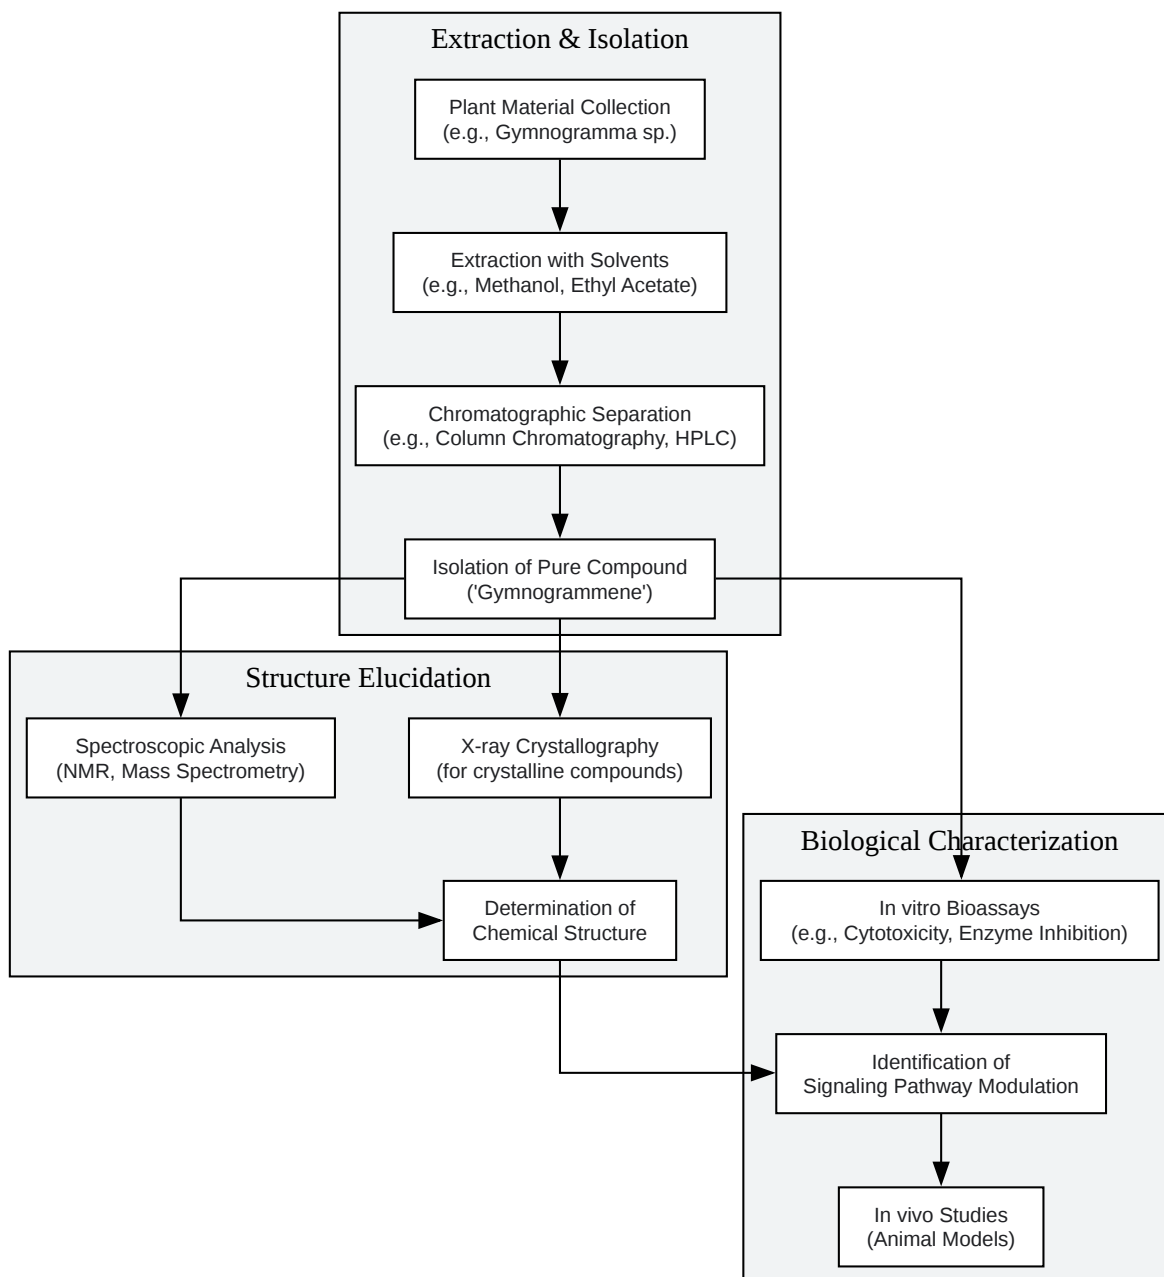 Extraction & Isolation
Plant Material Collection
(e.g., Gymnogramma sp.)
Extraction with Solvents
(e.g., Methanol, Ethyl Acetate)
Chromatographic Separation
(e.g., Column Chromatography, HPLC)
Isolation of Pure Compound
('Gymnogrammene')
Structure Elucidation
Spectroscopic Analysis
(NMR, Mass Spectrometry)
X-ray Crystallography
(for crystalline compounds)
Determination of
Chemical Structure
Biological Characterization
In vitro Bioassays
(e.g., Cytotoxicity, Enzyme Inhibition)
Identification of
Signaling Pathway Modulation
In vivo Studies
(Animal Models)